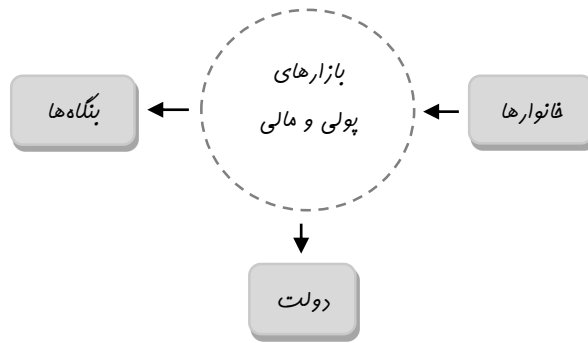 بازارهای
پولی و مالی
خانوارها
بنگاه‌ها
دولت